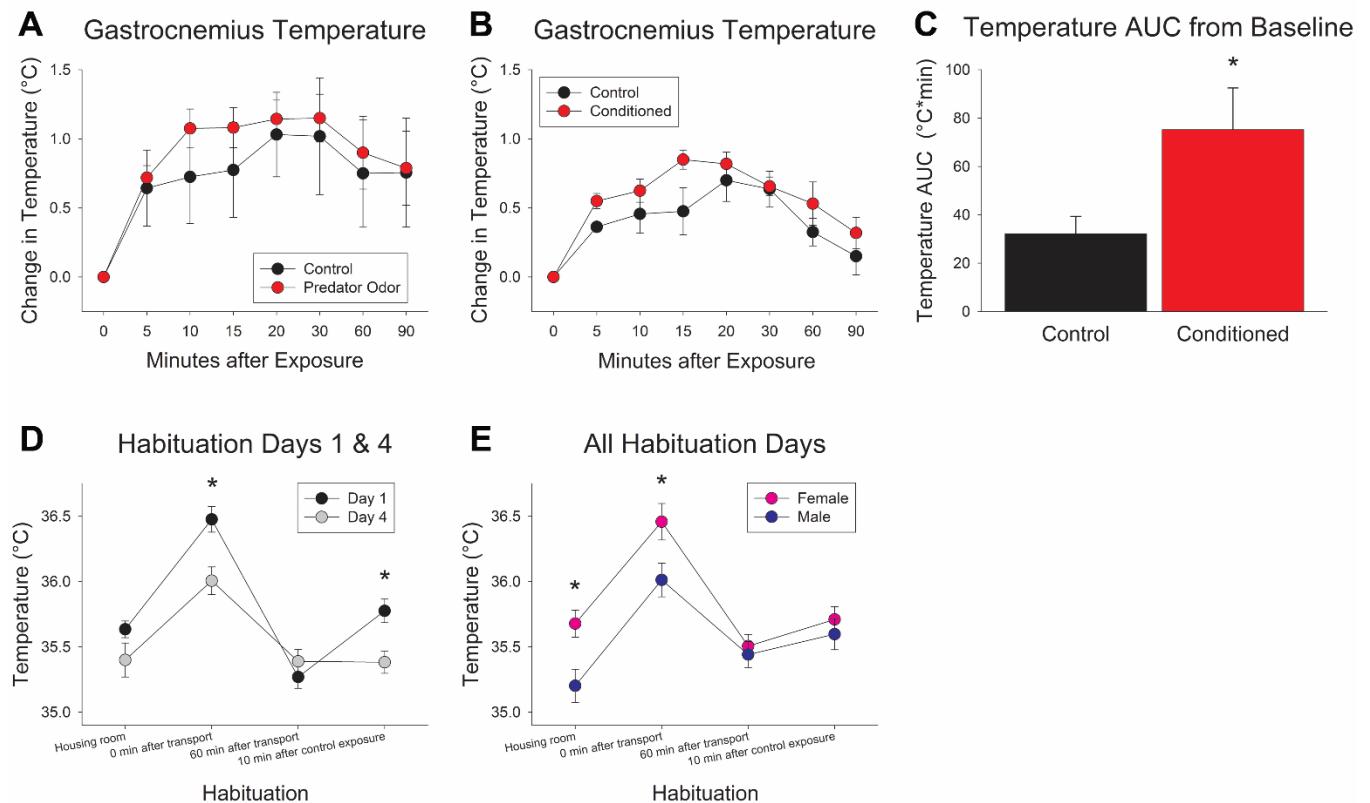 A Gastrocnemius Temperature
Change in Temperature (°C)
1.5
1.0
0.5
0.0
Control
Predator Odor
0 5 10 15 20 30 60 90
Minutes after Exposure
B Gastrocnemius Temperature
Change in Temperature (°C)
1.5
1.0
0.5
0.0
Control
Conditioned
0 5 10 15 20 30 60 90
Minutes after Exposure
C Temperature AUC from Baseline
Temperature AUC (°C*min)
100
80
60
40
20
0
*
Control Conditioned
D Habituation Days 1 & 4
Temperature (°C)
36.5
36.0
35.5
35.0
*
*
Day 1
Day 4
Housing room
0 min after transport
60 min after transport
10 min after control exposure
Habituation
E All Habituation Days
Temperature (°C)
36.5
36.0
35.5
35.0
*
*
Female
Male
Housing room
0 min after transport
60 min after transport
10 min after control exposure
Habituation